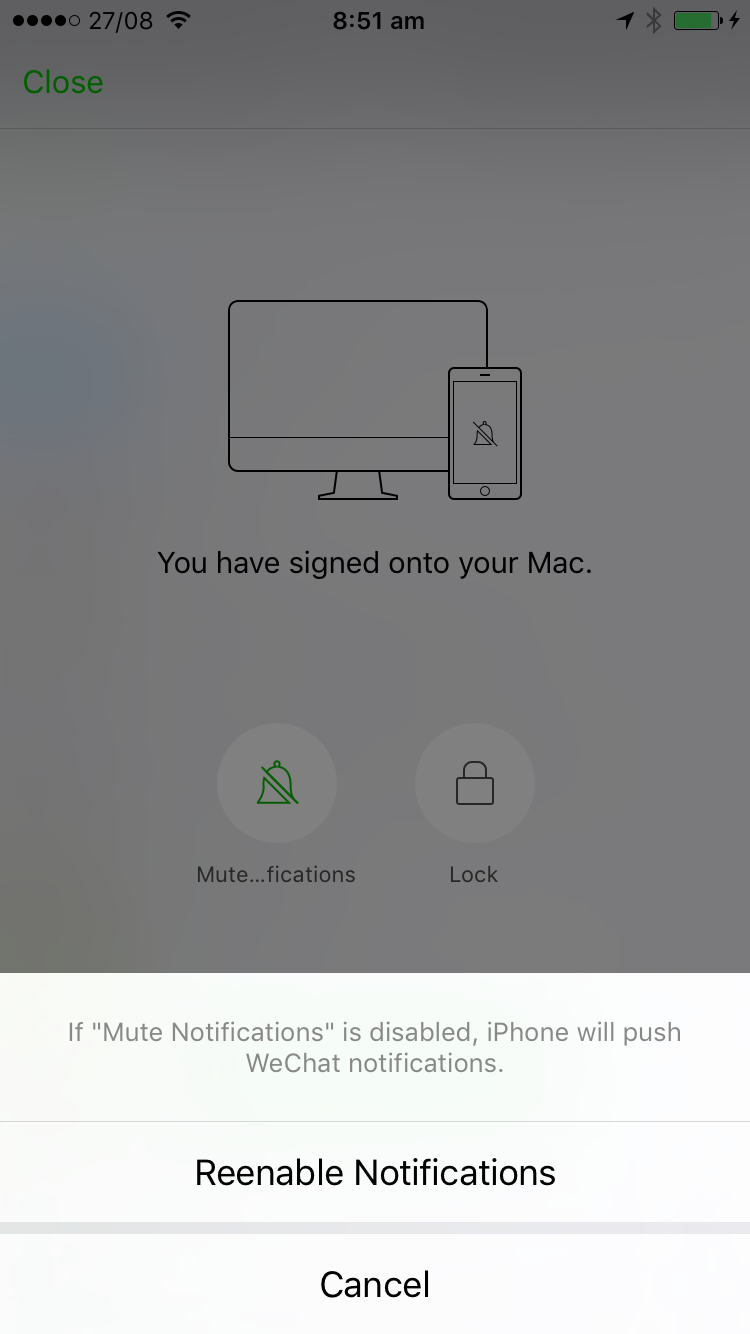 27/08 8:51 am
Close
You have signed onto your Mac.
Mute...fications Lock
If "Mute Notifications" is disabled, iPhone will push
WeChat notifications.
Reenable Notifications
Cancel